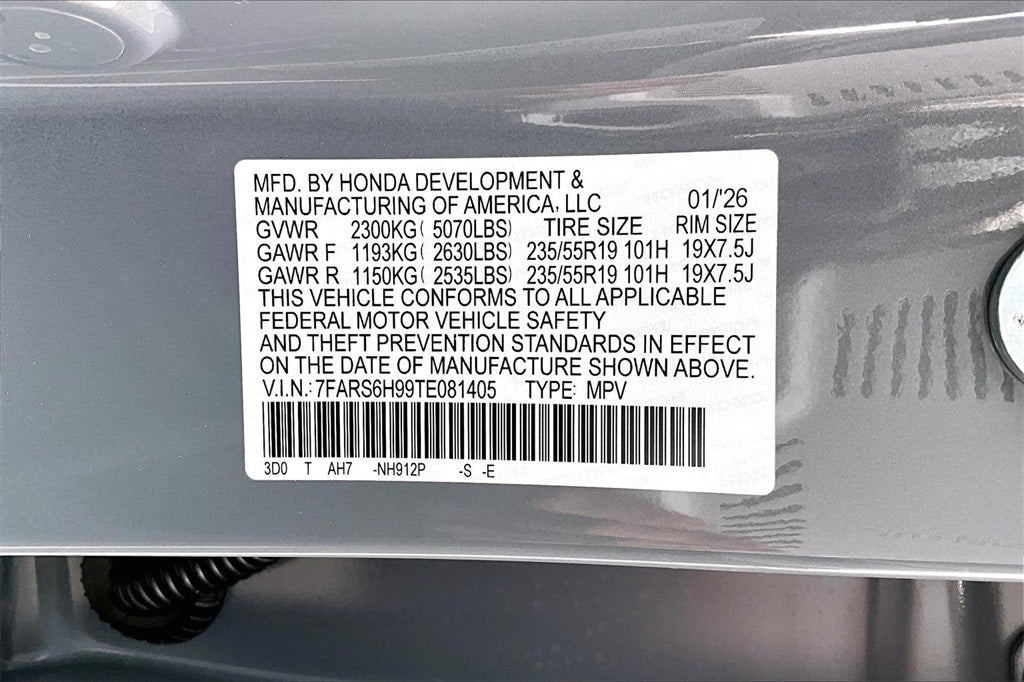 MFD. BY HONDA DEVELOPMENT &
MANUFACTURING OF AMERICA, LLC 01/'26
GVWR 2300KG( 5070LBS) TIRE SIZE RIM SIZE
GAWR F 1193KG( 2630LBS) 235/55R19 101H 19X7.5J
GAWR R 1150KG( 2535LBS) 235/55R19 101H 19X7.5J
THIS VEHICLE CONFORMS TO ALL APPLICABLE
FEDERAL MOTOR VEHICLE SAFETY
AND THEFT PREVENTION STANDARDS IN EFFECT
ON THE DATE OF MANUFACTURE SHOWN ABOVE.
V.I.N.: 7FARS6H99TE081405 TYPE: MPV
3D0 T AH7 -NH912P -S -E